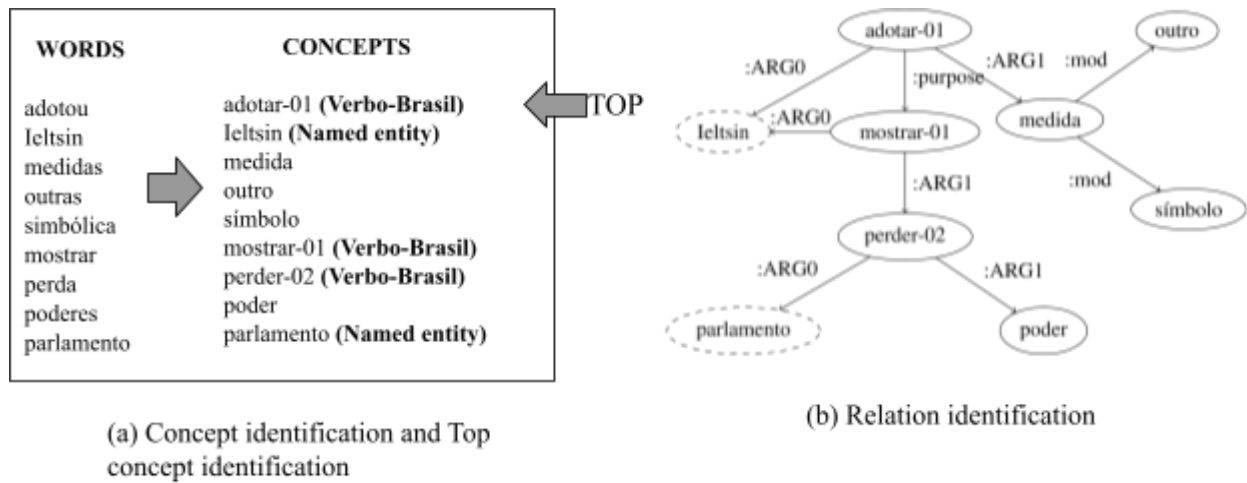 WORDS
CONCEPTS
adotou
Ieltsin
medidas
outras
simbólica
mostrar
perda
poderes
parlamento
adotar-01 (Verbo-Brasil)
Ieltsin (Named entity)
medida
outro
símbolo
mostrar-01 (Verbo-Brasil)
perder-02 (Verbo-Brasil)
poder
parlamento (Named entity)
TOP
(a) Concept identification and Top
concept identification
adotar-01
outro
:ARG0
:purpose
:ARG1
:mod
Ieltsin
:ARG0
mostrar-01
medida
:ARG1
:mod
símbolo
perder-02
:ARG0
:ARG1
parlamento
poder
(b) Relation identification